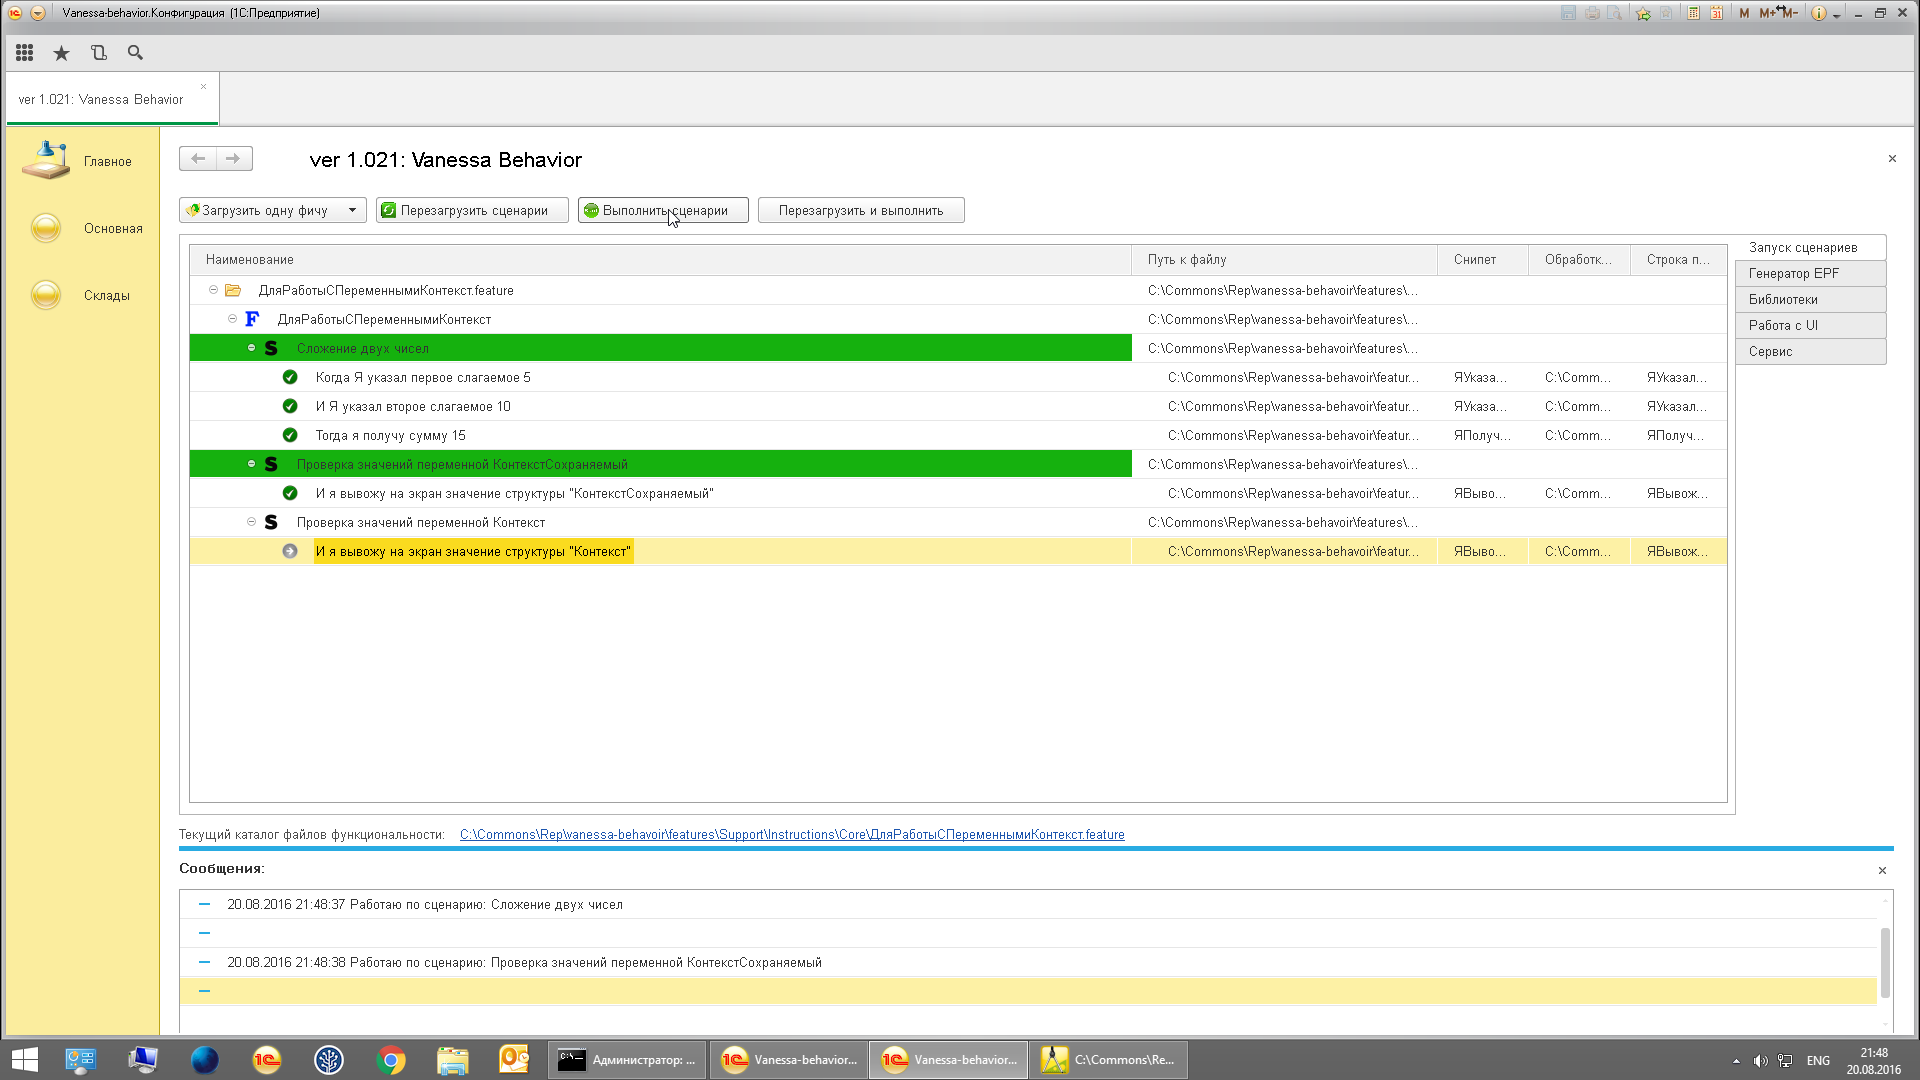 Vanessa-behavior.Конфигурация (1С:Предприятие)
M M+ M-
ver 1.021: Vanessa Behavior
Главное
Основная
Склады
ver 1.021: Vanessa Behavior
Загрузить одну фичу
Перезагрузить сценарии
Выполнить сценарии
Перезагрузить и выполнить
Наименование Путь к файлу Снипет Обработк... Строка п...
ДляРаботыСПеременнымиКонтекст.feature C:\Commons\Rep\vanessa-behavoir\features\...
F ДляРаботыСПеременнымиКонтекст C:\Commons\Rep\vanessa-behavoir\features\...
S Сложение двух чисел C:\Commons\Rep\vanessa-behavoir\features\...
Когда Я указал первое слагаемое 5 C:\Commons\Rep\vanessa-behavoir\featur... ЯУказа... C:\Comm... ЯУказал...
И Я указал второе слагаемое 10 C:\Commons\Rep\vanessa-behavoir\featur... ЯУказа... C:\Comm... ЯУказал...
Тогда я получу сумму 15 C:\Commons\Rep\vanessa-behavoir\featur... ЯПолуч... C:\Comm... ЯПолуч...
S Проверка значений переменной КонтекстСохраняемый C:\Commons\Rep\vanessa-behavoir\features\...
И я вывожу на экран значение структуры "КонтекстСохраняемый" C:\Commons\Rep\vanessa-behavoir\featur... ЯВыво... C:\Comm... ЯВывож...
S Проверка значений переменной Контекст C:\Commons\Rep\vanessa-behavoir\features\...
И я вывожу на экран значение структуры "Контекст" C:\Commons\Rep\vanessa-behavoir\featur... ЯВыво... C:\Comm... ЯВывож...
Запуск сценариев
Генератор EPF
Библиотеки
Работа с UI
Сервис
Текущий каталог файлов функциональности: C:\Commons\Rep\vanessa-behavoir\features\Support\Instructions\Core\ДляРаботыСПеременнымиКонтекст.feature
Сообщения:
20.08.2016 21:48:37 Работаю по сценарию: Сложение двух чисел
20.08.2016 21:48:38 Работаю по сценарию: Проверка значений переменной КонтекстСохраняемый
Администратор: ...
Vanessa-behavior...
Vanessa-behavior...
C:\Commons\Re...
ENG
21:48
20.08.2016